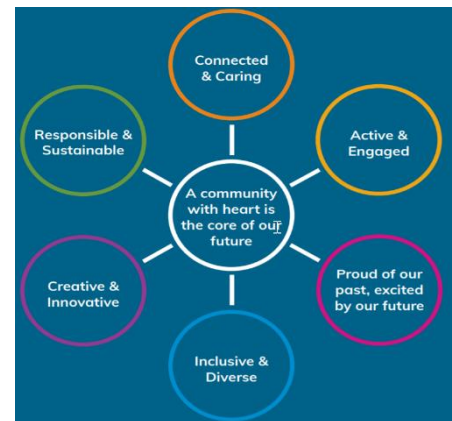 Connected
& Caring
Responsible &
Sustainable
Active &
Engaged
A community
with heart is
the core of our
future
Creative &
Innovative
Proud of our
past, excited
by our future
Inclusive &
Diverse